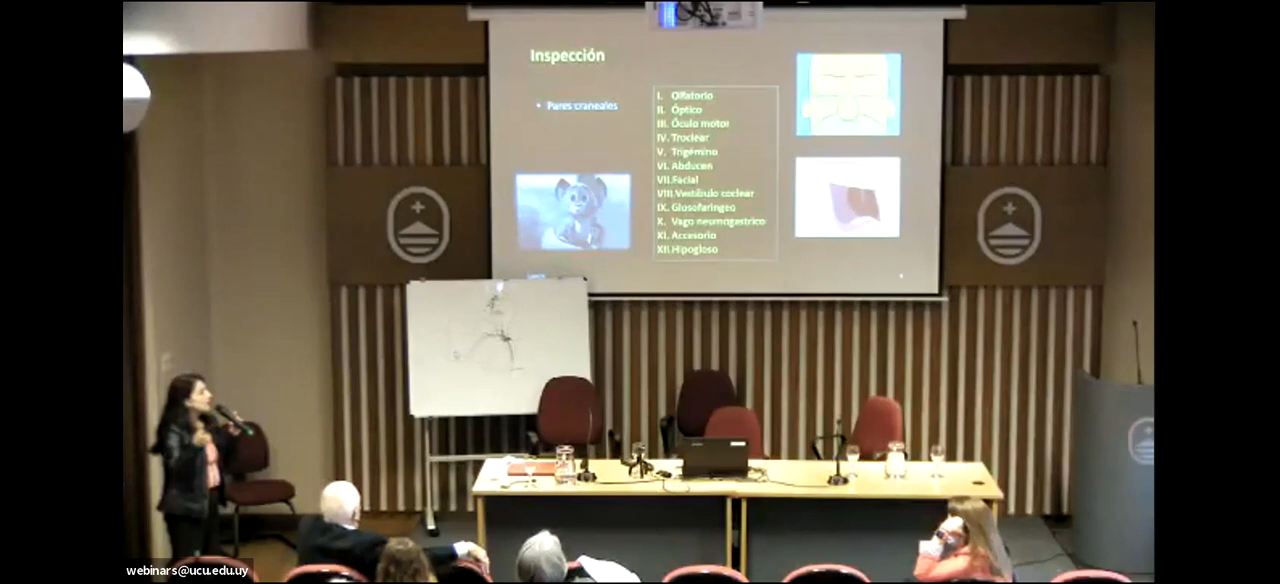 Inspección
• Pares craneales
I. Olfatorio
II. Óptico
III. Óculo motor
IV. Troclear
V. Trigémino
VI. Abducen
VII.Facial
VIII.Vestíbulo coclear
IX. Glosofaríngeo
X. Vago neumogastrico
XI. Accesorio
XII.Hipogloso
webinars@ucu.edu.uy